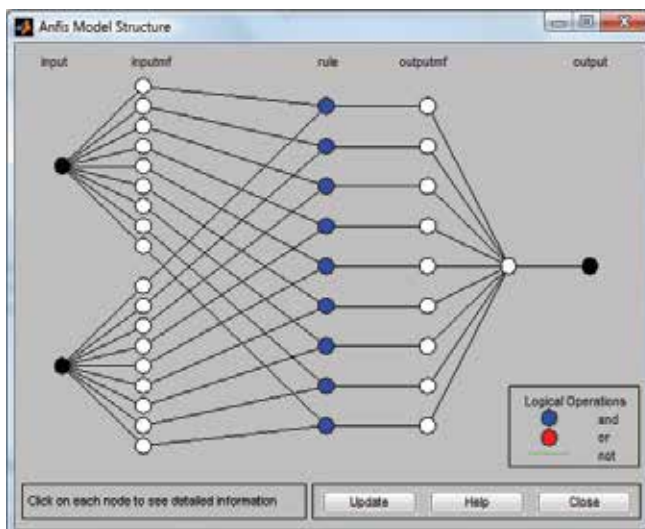 Anfis Model Structure
input inputmf rule outputmf output
Logical Operations
and
or
not
Click on each node to see detailed information
Update Help Close